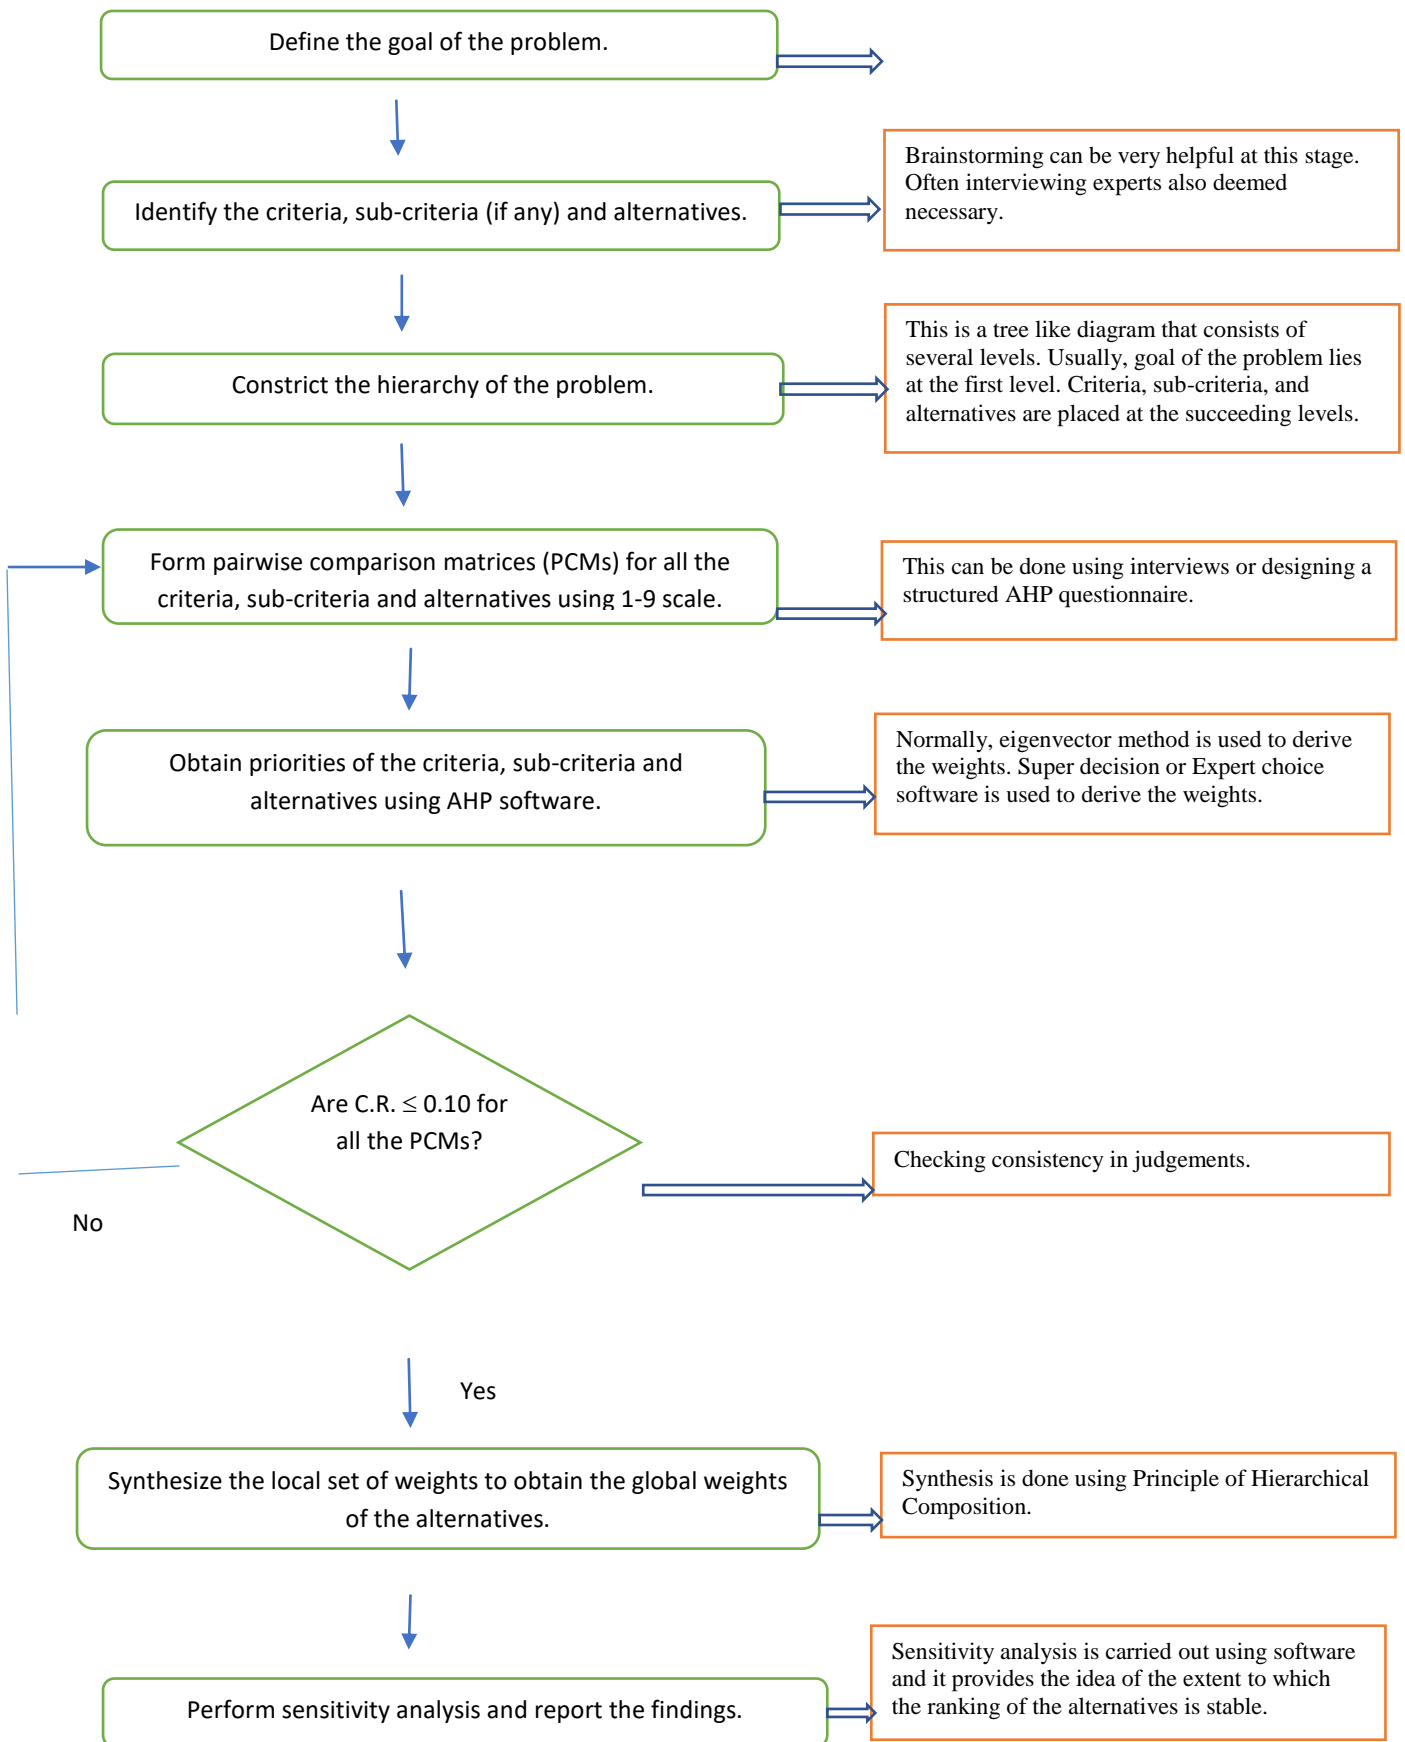 Define the goal of the problem.
Brainstorming can be very helpful at this stage.
Often interviewing experts also deemed
necessary.
Identify the criteria, sub-criteria (if any) and alternatives.
This is a tree like diagram that consists of
several levels. Usually, goal of the problem lies
at the first level. Criteria, sub-criteria, and
alternatives are placed at the succeeding levels.
Constrict the hierarchy of the problem.
Form pairwise comparison matrices (PCMs) for all the
criteria, sub-criteria and alternatives using 1-9 scale.
This can be done using interviews or designing a
structured AHP questionnaire.
Obtain priorities of the criteria, sub-criteria and
alternatives using AHP software.
Normally, eigenvector method is used to derive
the weights. Super decision or Expert choice
software is used to derive the weights.
Are C.R. ≤ 0.10 for
all the PCMs?
Checking consistency in judgements.
No
Yes
Synthesize the local set of weights to obtain the global weights
of the alternatives.
Synthesis is done using Principle of Hierarchical
Composition.
Perform sensitivity analysis and report the findings.
Sensitivity analysis is carried out using software
and it provides the idea of the extent to which
the ranking of the alternatives is stable.